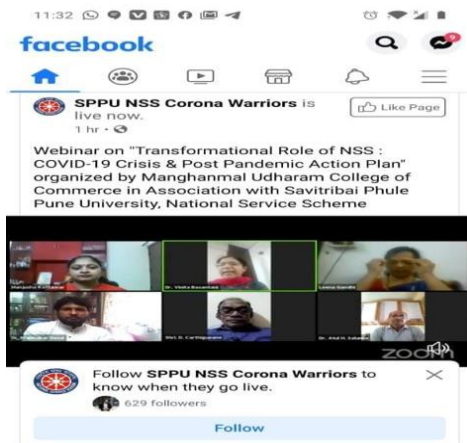 11:32
facebook
9
SPPU NSS Corona Warriors is
live now.
1 hr
Like Page
Webinar on "Transformational Role of NSS :
COVID-19 Crisis & Post Pandemic Action Plan"
organized by Manghanmal Udharam College of
Commerce in Association with Savitribai Phule
Pune University, National Service Scheme
Leena Gandhi
zoom
Follow SPPU NSS Corona Warriors to
know when they go live.
629 followers
Follow